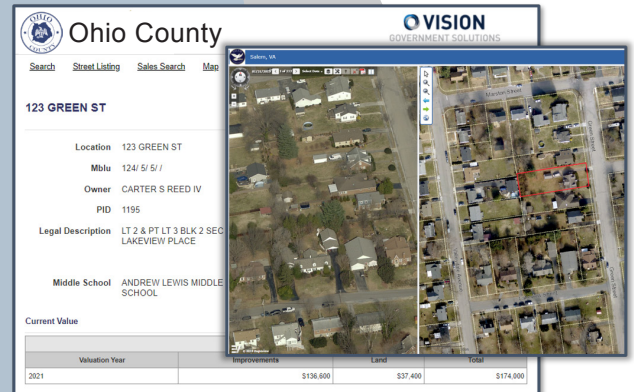 OHIO
COUNTY
Ohio County
VISION
GOVERNMENT SOLUTIONS
Search Street Listing Sales Search Map
Salem, VA
123 GREEN ST
Location 123 GREEN ST
Mblu 124/ 5/ 5/ /
Owner CARTER S REED IV
PID 1195
Legal Description LT 2 & PT LT 3 BLK 2 SEC
LAKEVIEW PLACE
Middle School ANDREW LEWIS MIDDLE
SCHOOL
Current Value
Valuation Year Improvements Land Total
2021 $136,600 $37,400 $174,000
Green Street